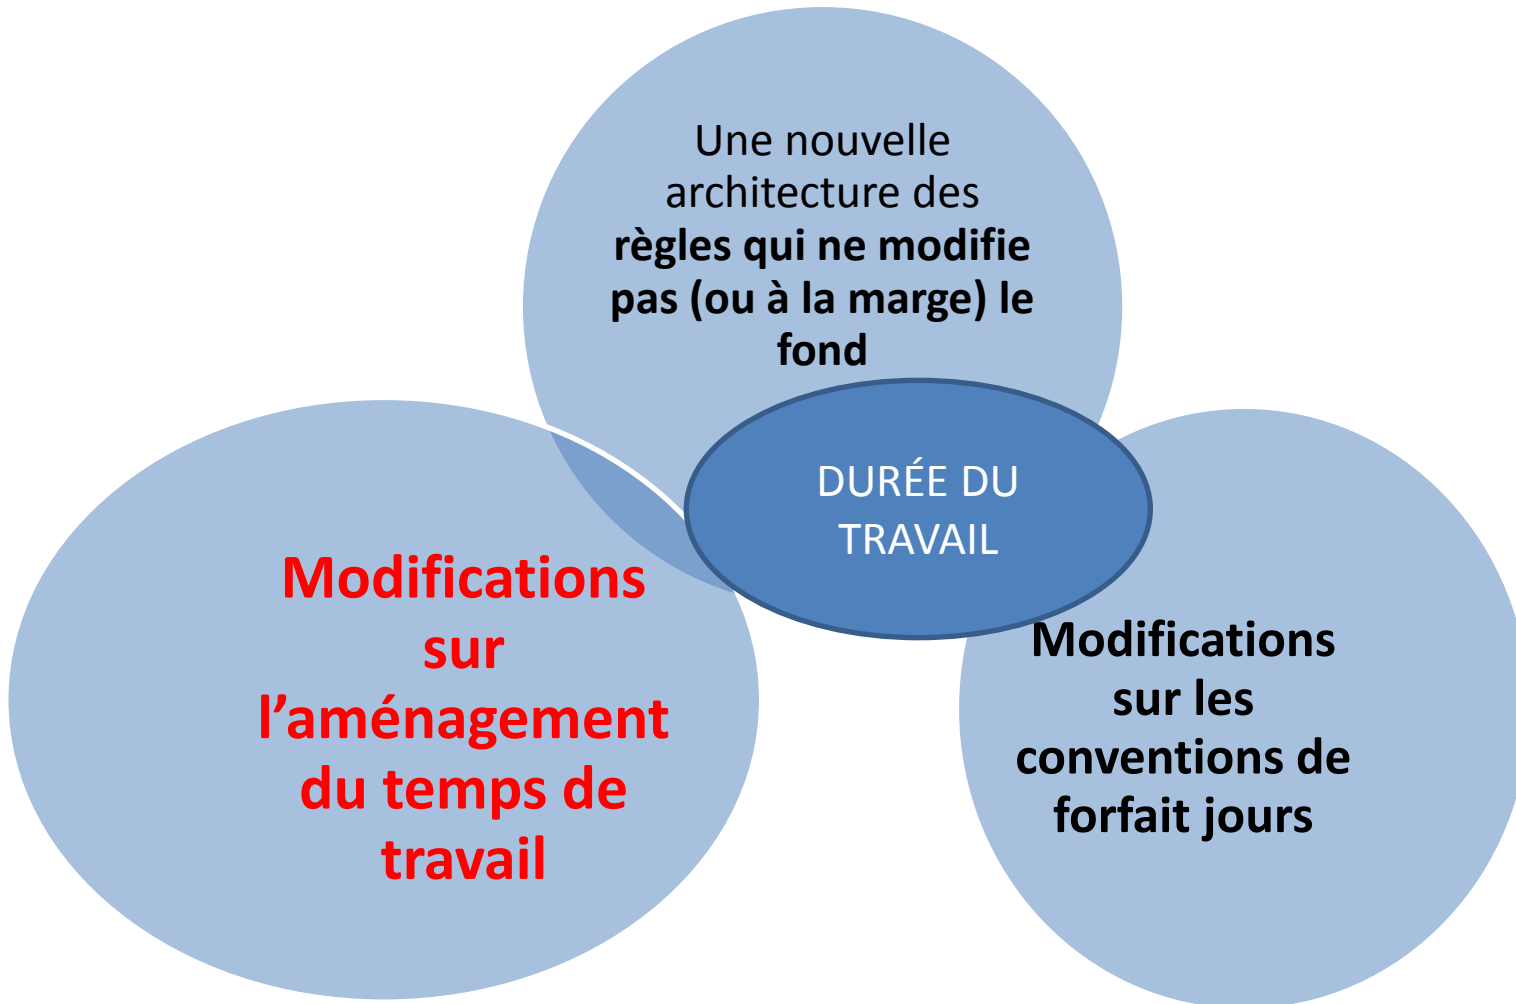 Une nouvelle
architecture des
règles qui ne modifie
pas (ou à la marge) le
fond
DURÉE DU
TRAVAIL
Modifications
sur
l’aménagement
du temps de
travail
Modifications
sur les
conventions de
forfait jours